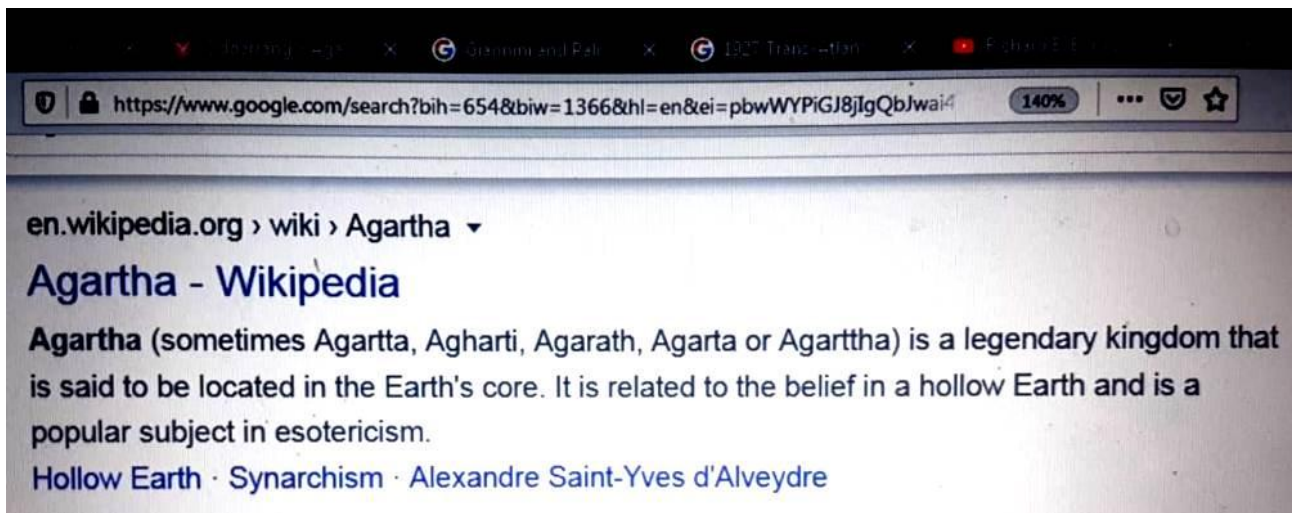 https://www.google.com/search?bih=654&biw=1366&hl=en&ei=pbwWYPiGJ8jIgQbJwai4
140%
en.wikipedia.org › wiki › Agartha
Agartha - Wikipedia
Agartha (sometimes Agartta, Agharti, Agarath, Agarta or Agarttha) is a legendary kingdom that
is said to be located in the Earth's core. It is related to the belief in a hollow Earth and is a
popular subject in esotericism.
Hollow Earth · Synarchism · Alexandre Saint-Yves d'Alveydre